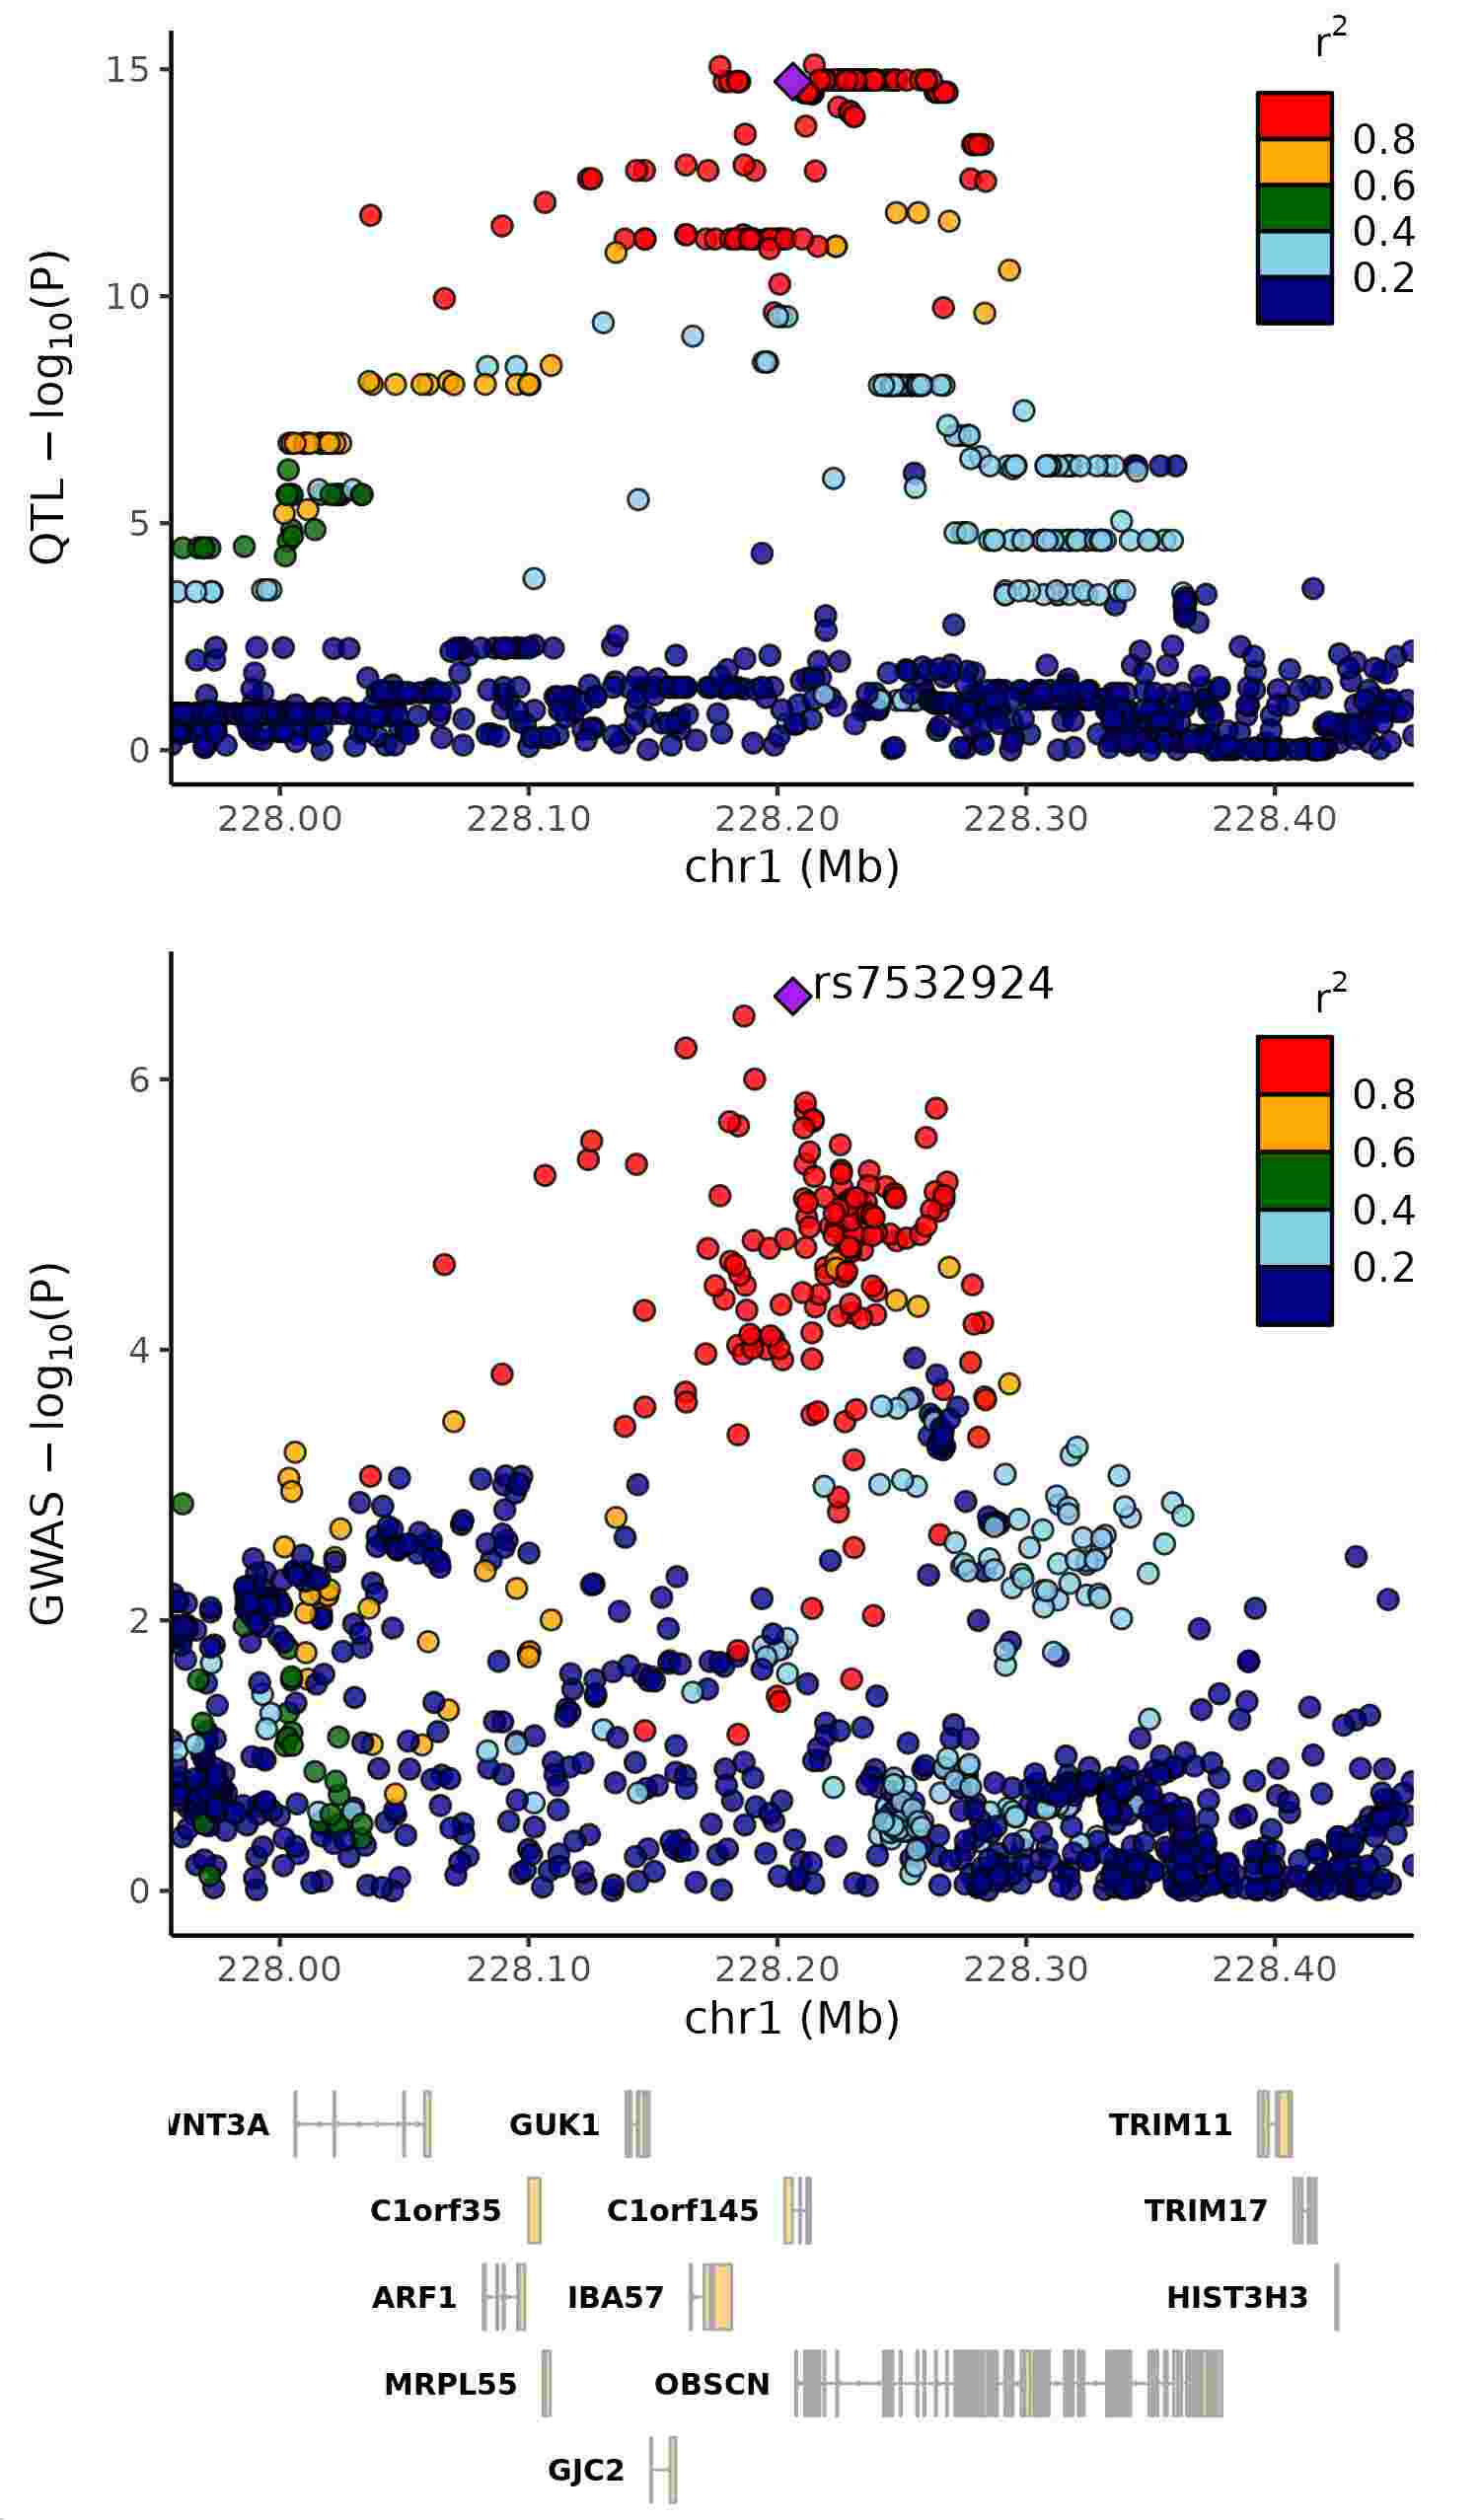 r²
15
10
5
0
QTL − log₁₀(P)
0.8
0.6
0.4
0.2
228.00 228.10 228.20 228.30 228.40
chr1 (Mb)
rs7532924
r²
6
4
2
0
GWAS − log₁₀(P)
0.8
0.6
0.4
0.2
228.00 228.10 228.20 228.30 228.40
chr1 (Mb)
WNT3A GUK1 TRIM11
C1orf35 C1orf145 TRIM17
ARF1 IBA57 HIST3H3
MRPL55 OBSCN
GJC2